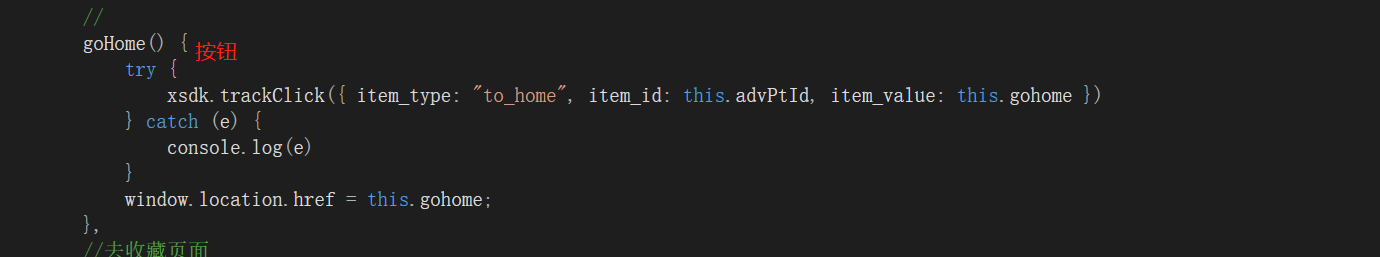 //
goHome() { 按钮
try {
xsdk.trackClick({ item_type: "to_home", item_id: this.advPtId, item_value: this.gohome })
} catch (e) {
console.log(e)
}
window.location.href = this.gohome;
},
//去收藏页面